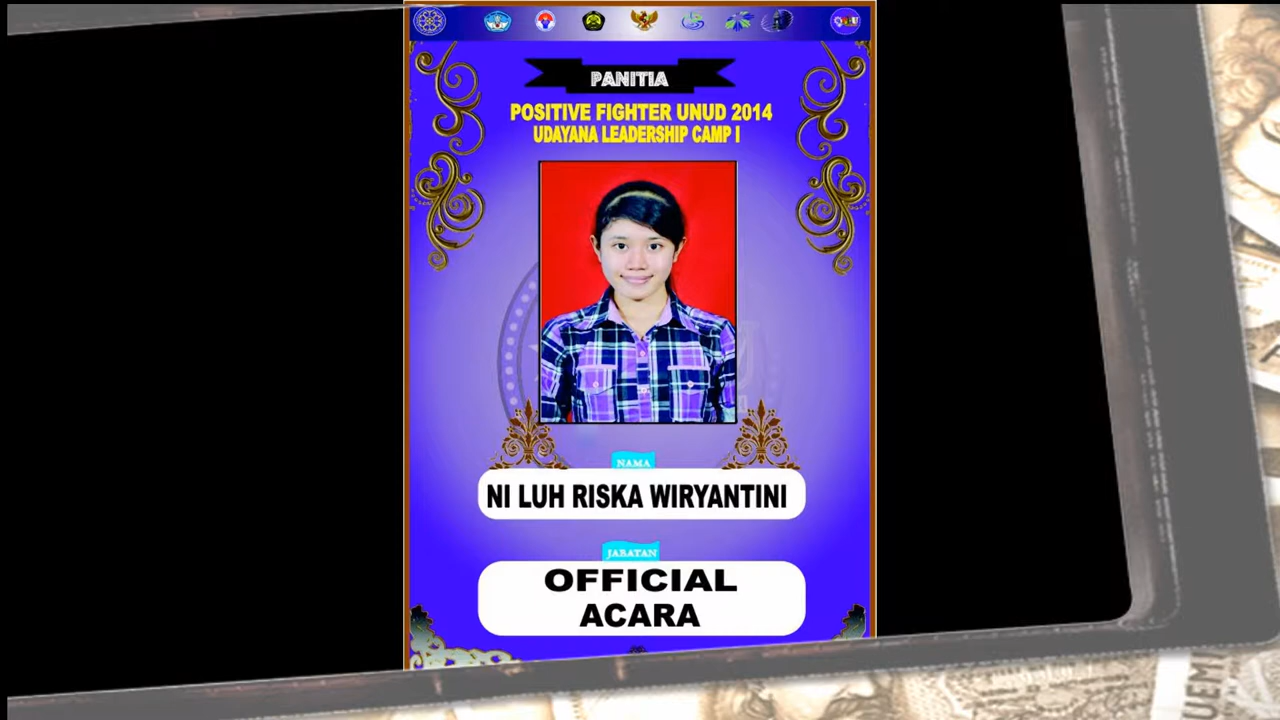 PANITIA
POSITIVE FIGHTER UNUD 2014
UDAYANA LEADERSHIP CAMP I
NAMA
NI LUH RISKA WIRYANTINI
JABATAN
OFFICIAL
ACARA